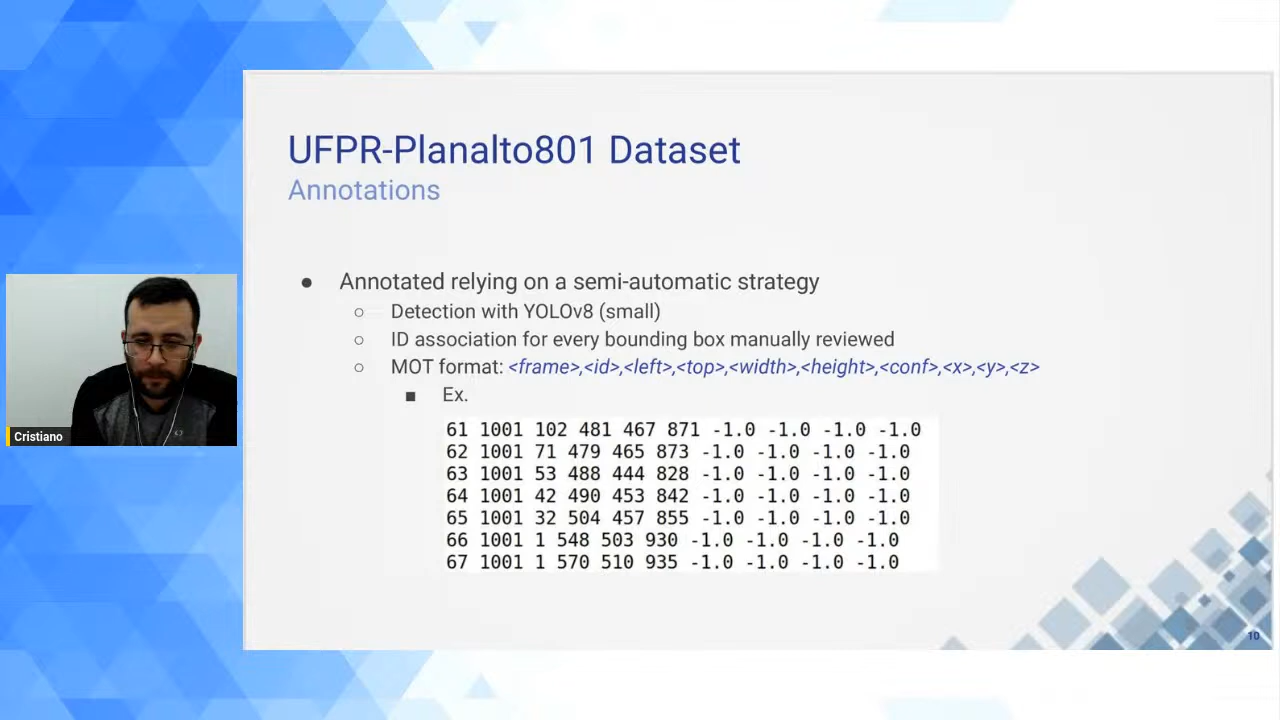 UFPR-Planalto801 Dataset
Annotations
● Annotated relying on a semi-automatic strategy
○ Detection with YOLOv8 (small)
○ ID association for every bounding box manually reviewed
○ MOT format: <frame>,<id>,<left>,<top>,<width>,<height>,<conf>,<x>,<y>,<z>
■ Ex.
61 1001 102 481 467 871 -1.0 -1.0 -1.0 -1.0
62 1001 71 479 465 873 -1.0 -1.0 -1.0 -1.0
63 1001 53 488 444 828 -1.0 -1.0 -1.0 -1.0
64 1001 42 490 453 842 -1.0 -1.0 -1.0 -1.0
65 1001 32 504 457 855 -1.0 -1.0 -1.0 -1.0
66 1001 1 548 503 930 -1.0 -1.0 -1.0 -1.0
67 1001 1 570 510 935 -1.0 -1.0 -1.0 -1.0
Cristiano
10